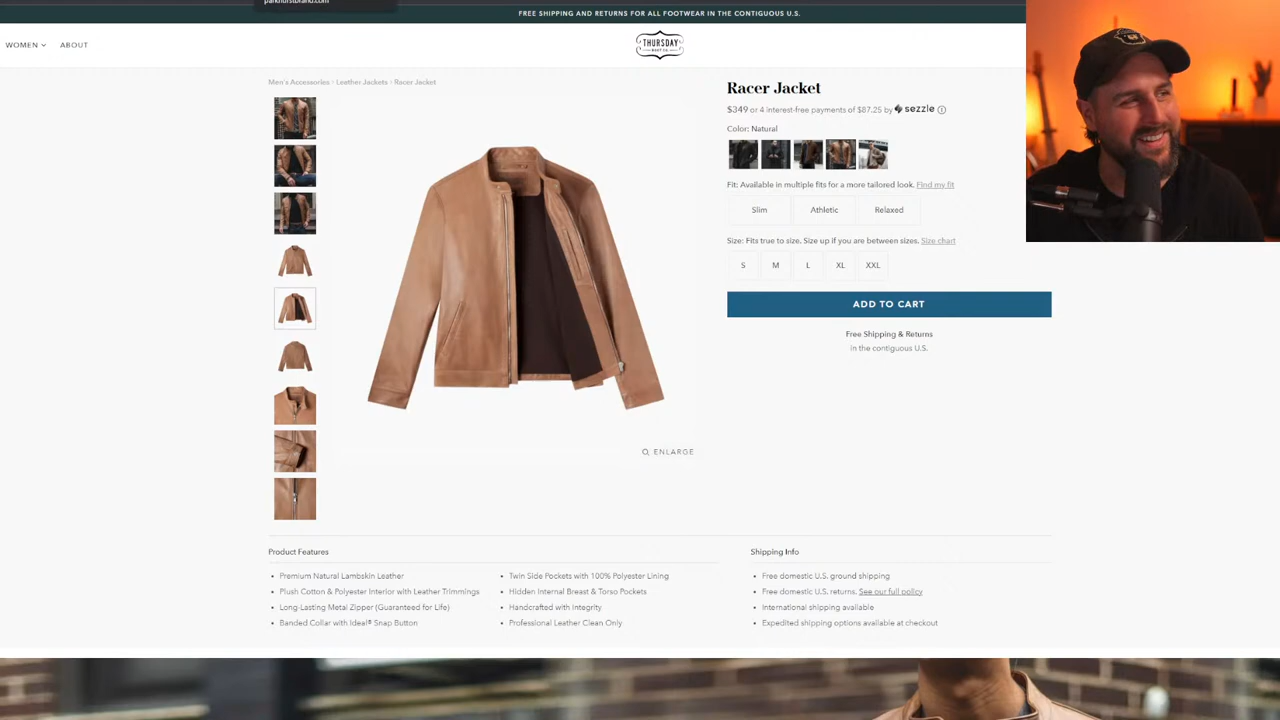 parkhurstbrand.com
FREE SHIPPING AND RETURNS FOR ALL FOOTWEAR IN THE CONTIGUOUS U.S.
WOMEN
ABOUT
THURSDAY
BOOT CO.
Men's Accessories › Leather Jackets › Racer Jacket
Racer Jacket
$349 or 4 interest-free payments of $87.25 by sezzle
Color: Natural
Fit: Available in multiple fits for a more tailored look. Find my fit
Slim
Athletic
Relaxed
Size: Fits true to size. Size up if you are between sizes. Size chart
S
M
L
XL
XXL
ADD TO CART
Free Shipping & Returns
in the contiguous U.S.
ENLARGE
Product Features
• Premium Natural Lambskin Leather
• Plush Cotton & Polyester Interior with Leather Trimmings
• Long-Lasting Metal Zipper (Guaranteed for Life)
• Banded Collar with Ideal® Snap Button
• Twin Side Pockets with 100% Polyester Lining
• Hidden Internal Breast & Torso Pockets
• Handcrafted with Integrity
• Professional Leather Clean Only
Shipping Info
• Free domestic U.S. ground shipping
• Free domestic U.S. returns. See our full policy
• International shipping available
• Expedited shipping options available at checkout